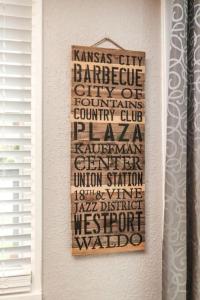 KANSAS CITY
BARBECUE
CITY OF
FOUNTAINS
COUNTRY CLUB
PLAZA
KAUFFMAN
CENTER
UNION STATION
18TH & VINE
JAZZ DISTRICT
WESTPORT
WALDO